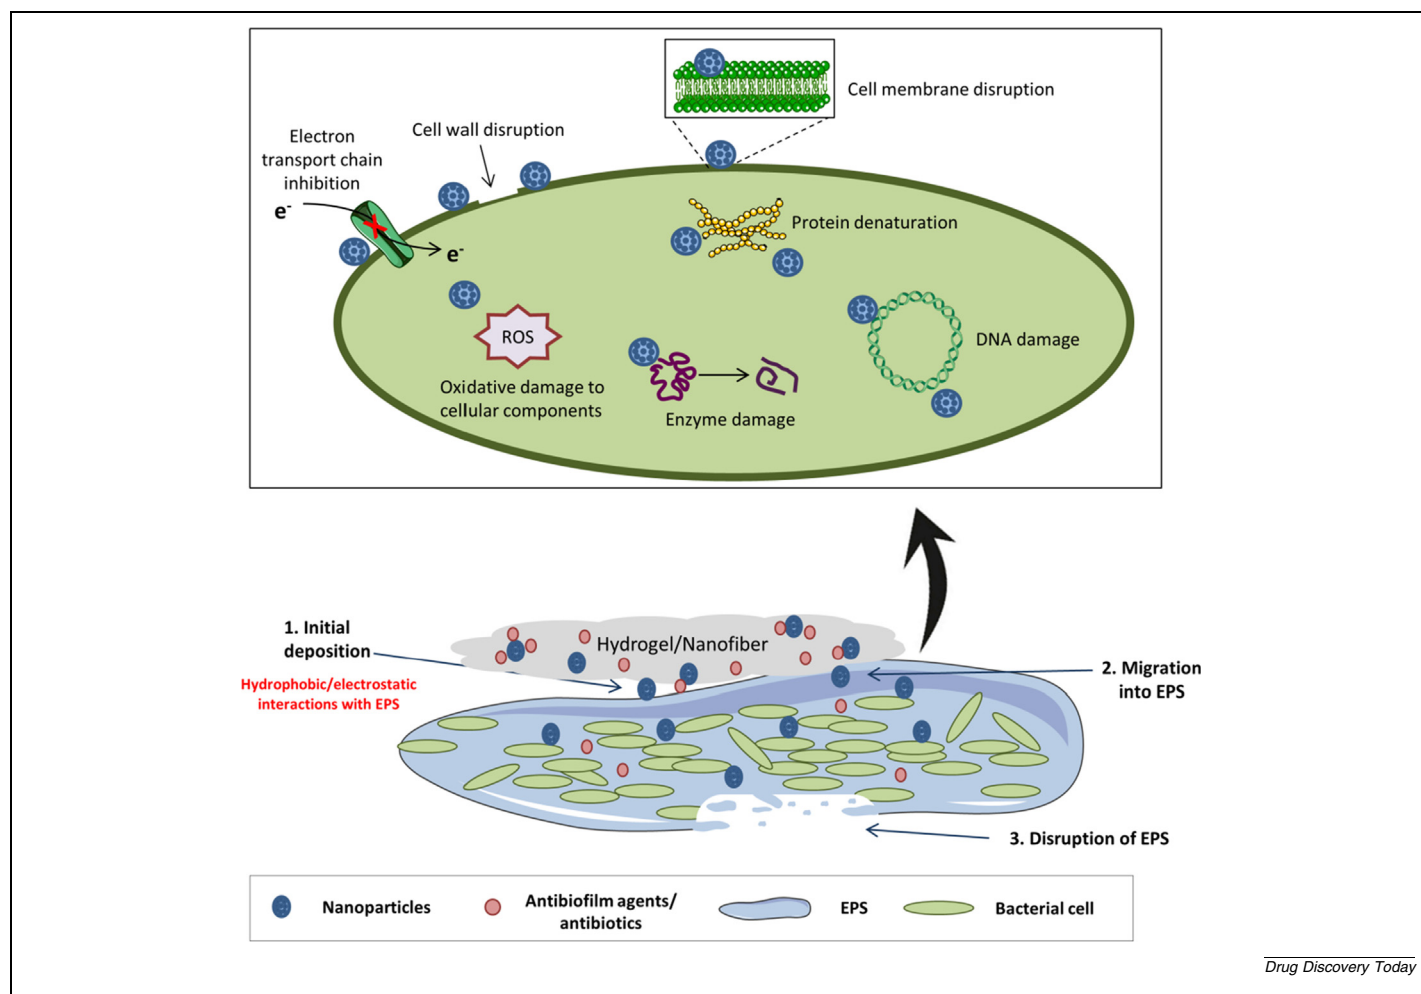 Cell membrane disruption
Cell wall disruption
Electron
transport chain
inhibition
e-
e-
Protein denaturation
ROS
Oxidative damage to
cellular components
Enzyme damage
DNA damage
1. Initial
deposition
Hydrophobic/electrostatic
interactions with EPS
Hydrogel/Nanofiber
2. Migration
into EPS
3. Disruption of EPS
Nanoparticles
Antibiofilm agents/
antibiotics
EPS
Bacterial cell
Drug Discovery Today